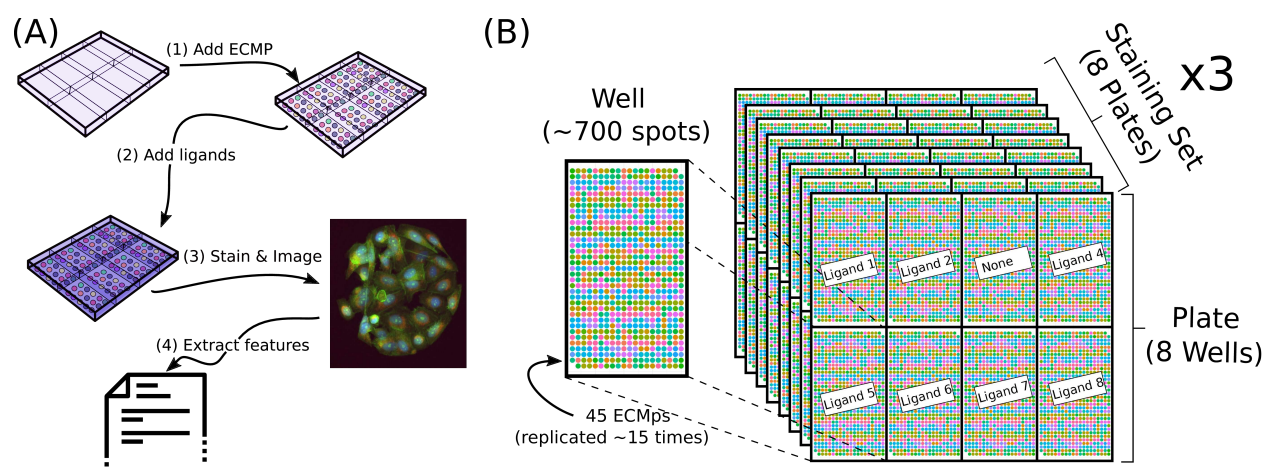 (A)
(1) Add ECMP
(2) Add ligands
(3) Stain & Image
(4) Extract features
(B)
Well
(~700 spots)
45 ECMps
(replicated ~15 times)
Staining Set
(8 Plates)
x3
Ligand 1
Ligand 2
None
Ligand 4
Ligand 5
Ligand 6
Ligand 7
Ligand 8
Plate
(8 Wells)